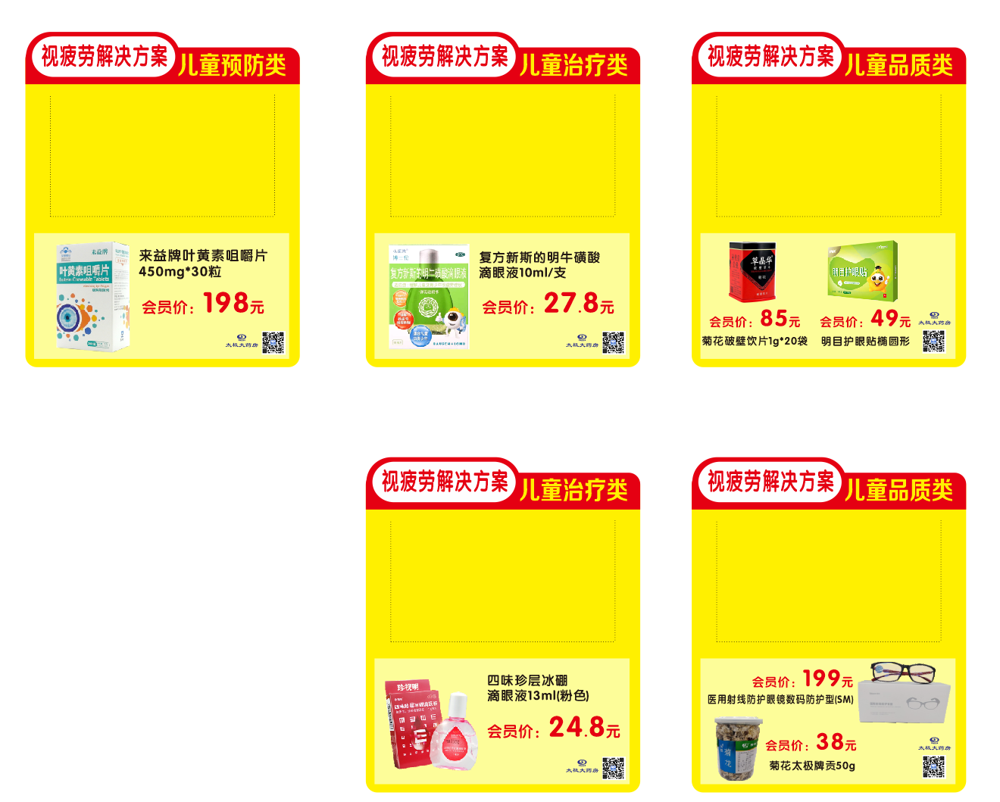 视疲劳解决方案
儿童预防类
来益牌
叶黄素咀嚼片
Lutein Chewable Tablets
来益牌叶黄素咀嚼片
450mg*30粒
会员价：198元
太极大药房
视疲劳解决方案
儿童治疗类
复方新斯的明牛磺酸滴眼液
BAUSCH+LOMB
复方新斯的明牛磺酸
滴眼液10ml/支
会员价：27.8元
太极大药房
视疲劳解决方案
儿童品质类
草晶华
明目护眼贴
会员价：85元
会员价：49元
菊花破壁饮片1g*20袋
明目护眼贴椭圆形
太极大药房
视疲劳解决方案
儿童治疗类
珍视明
四味珍层冰硼滴眼液
四味珍层冰硼
滴眼液13ml(粉色)
会员价：24.8元
太极大药房
视疲劳解决方案
儿童品质类
会员价：199元
医用射线防护眼镜数码防护型(SM)
菊花
会员价：38元
菊花太极牌贡50g
太极大药房